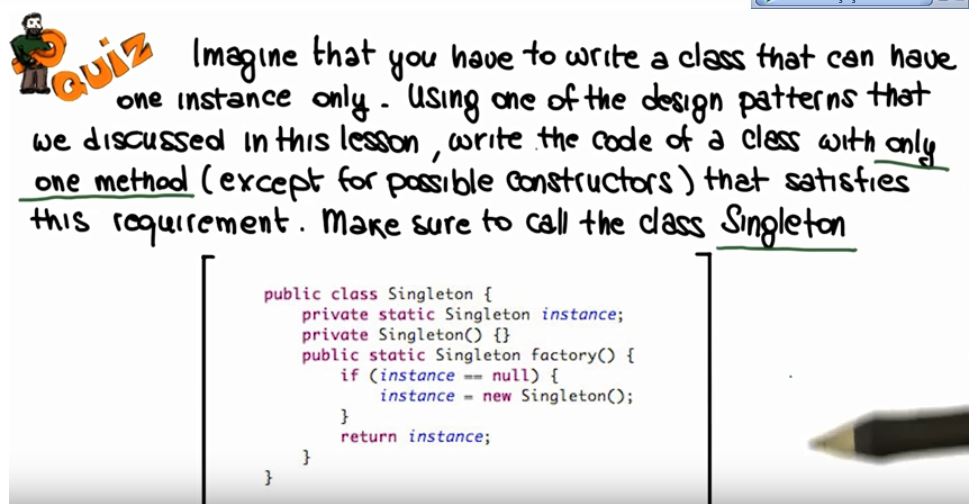 QUIZ
Imagine that you have to write a class that can have
one instance only. Using one of the design patterns that
we discussed in this lesson, write the code of a class with only
one method (except for possible constructors) that satisfies
this requirement. Make sure to call the class Singleton
public class Singleton {
    private static Singleton instance;
    private Singleton() {}
    public static Singleton factory() {
        if (instance == null) {
            instance = new Singleton();
        }
        return instance;
    }
}